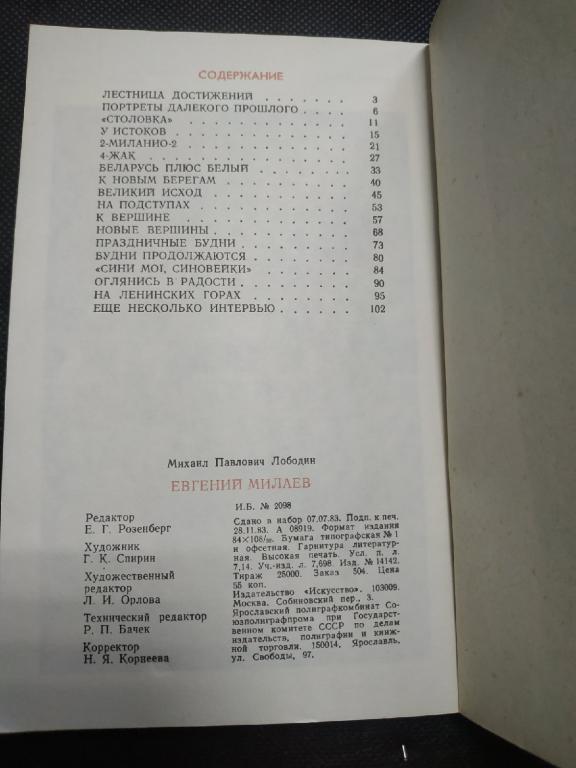 СОДЕРЖАНИЕ
ЛЕСТНИЦА ДОСТИЖЕНИЙ . . . . . . . 3
ПОРТРЕТЫ ДАЛЕКОГО ПРОШЛОГО . . . . 6
«СТОЛОВКА» . . . . . . . . . . . . 11
У ИСТОКОВ . . . . . . . . . . . . 15
2-МИЛАНИО-2 . . . . . . . . . . . 21
4-ЖАК . . . . . . . . . . . . . . 27
БЕЛАРУСЬ ПЛЮС БЕЛЫЙ . . . . . . . 33
К НОВЫМ БЕРЕГАМ . . . . . . . . . 40
ВЕЛИКИЙ ИСХОД . . . . . . . . . . 45
НА ПОДСТУПАХ . . . . . . . . . . . 53
К ВЕРШИНЕ . . . . . . . . . . . . 57
НОВЫЕ ВЕРШИНЫ . . . . . . . . . . 68
ПРАЗДНИЧНЫЕ БУДНИ . . . . . . . . 73
БУДНИ ПРОДОЛЖАЮТСЯ . . . . . . . . 80
«СИНИ МОЇ, СИНОВЕЙКИ» . . . . . . 84
ОГЛЯНИСЬ В РАДОСТИ . . . . . . . . 90
НА ЛЕНИНСКИХ ГОРАХ . . . . . . . . 95
ЕЩЕ НЕСКОЛЬКО ИНТЕРВЬЮ . . . . . . 102
Михаил Павлович Лободин
ЕВГЕНИЙ МИЛАЕВ
Редактор
Е. Г. Розенберг
Художник
Г. К. Спирин
Художественный
редактор
Л. И. Орлова
Технический редактор
Р. П. Бачек
Корректор
Н. Я. Корнеева
И.Б. № 2098
Сдано в набор 07.07.83. Подп. к печ.
28.11.83. А 08919. Формат издания
84×108/₃₂. Бумага типографская № 1
и офсетная. Гарнитура литератур-
ная. Высокая печать. Усл. п. л.
7,14. Уч.-изд. л. 7,698. Изд. № 14142.
Тираж 25000. Заказ 504. Цена
55 коп.
Издательство «Искусство», 103009.
Москва. Собиновский пер., 3.
Ярославский полиграфкомбинат Со-
юзполиграфпрома при Государст-
венном комитете СССР по делам
издательств, полиграфии и книж-
ной торговли. 150014, Ярославль,
ул. Свободы, 97.